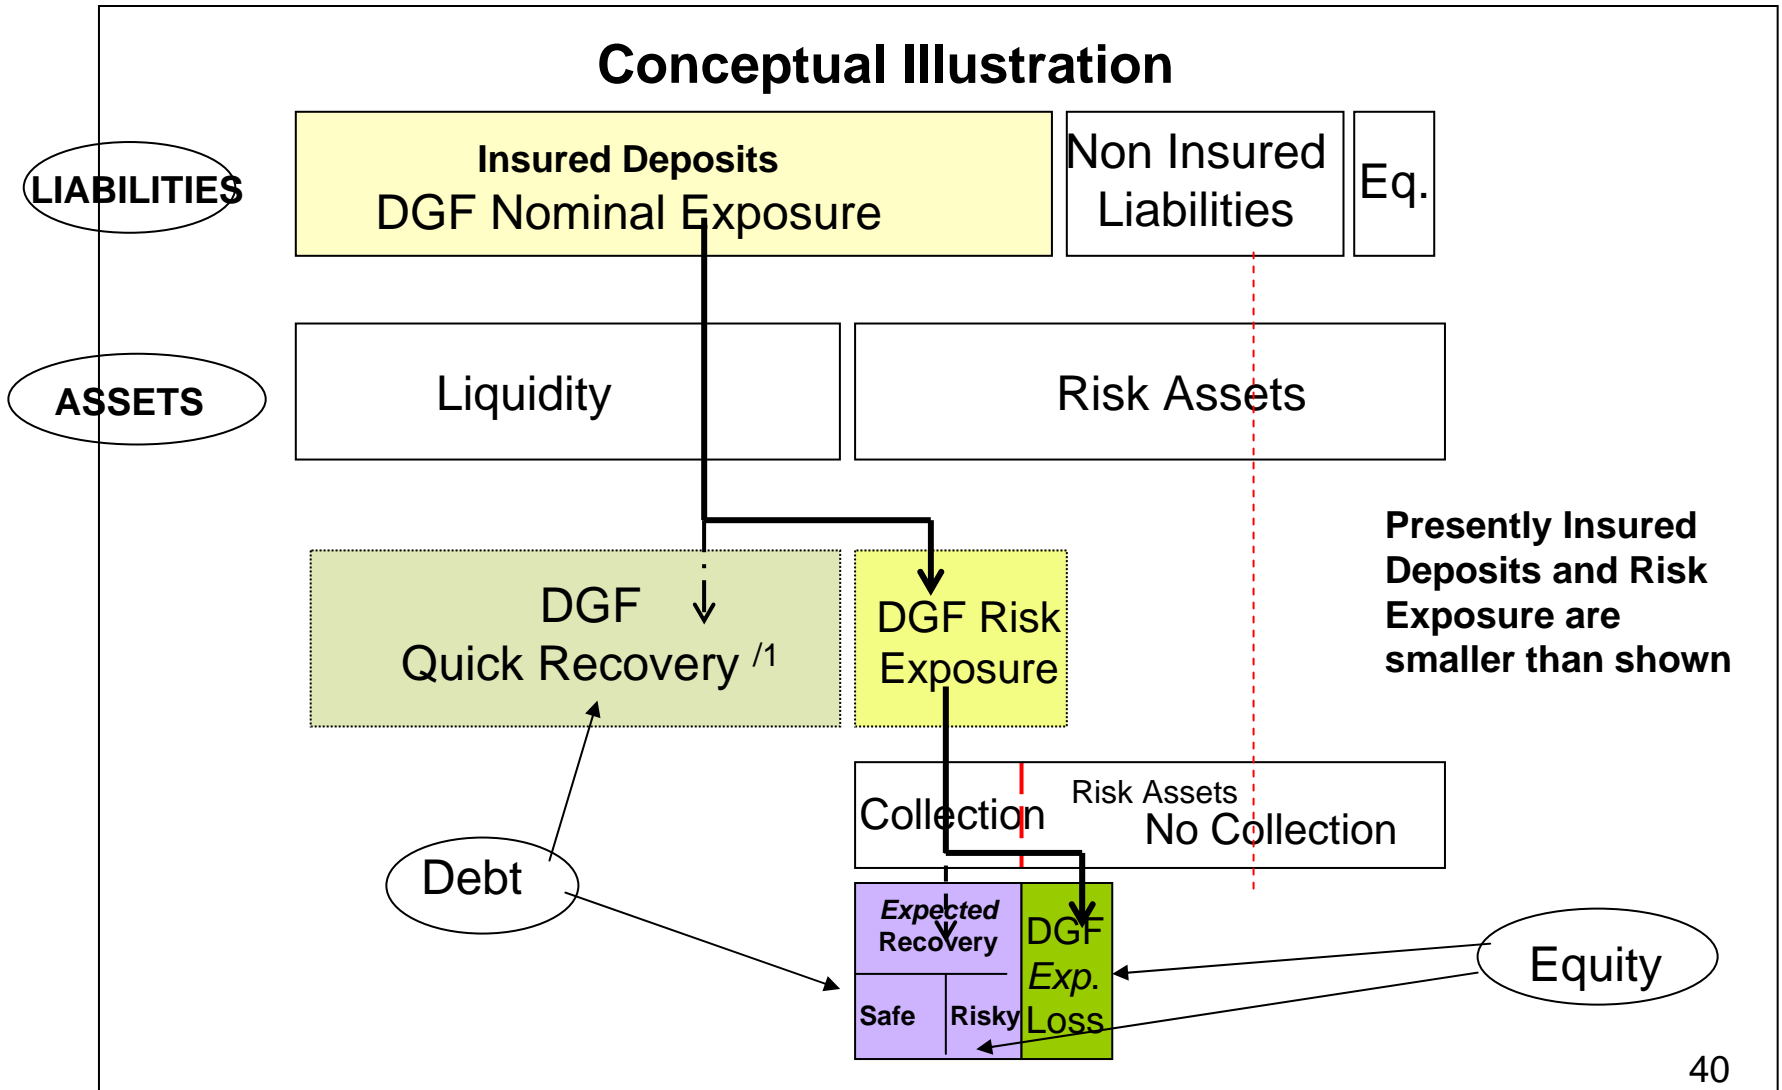 Conceptual Illustration
LIABILITIES
Insured Deposits
DGF Nominal Exposure
Non Insured
Liabilities
Eq.
ASSETS
Liquidity
Risk Assets
DGF
Quick Recovery /1
DGF Risk
Exposure
Presently Insured
Deposits and Risk
Exposure are
smaller than shown
Collection
Risk Assets
No Collection
Debt
Expected
Recovery
Safe
Risky
DGF
Exp.
Loss
Equity
40